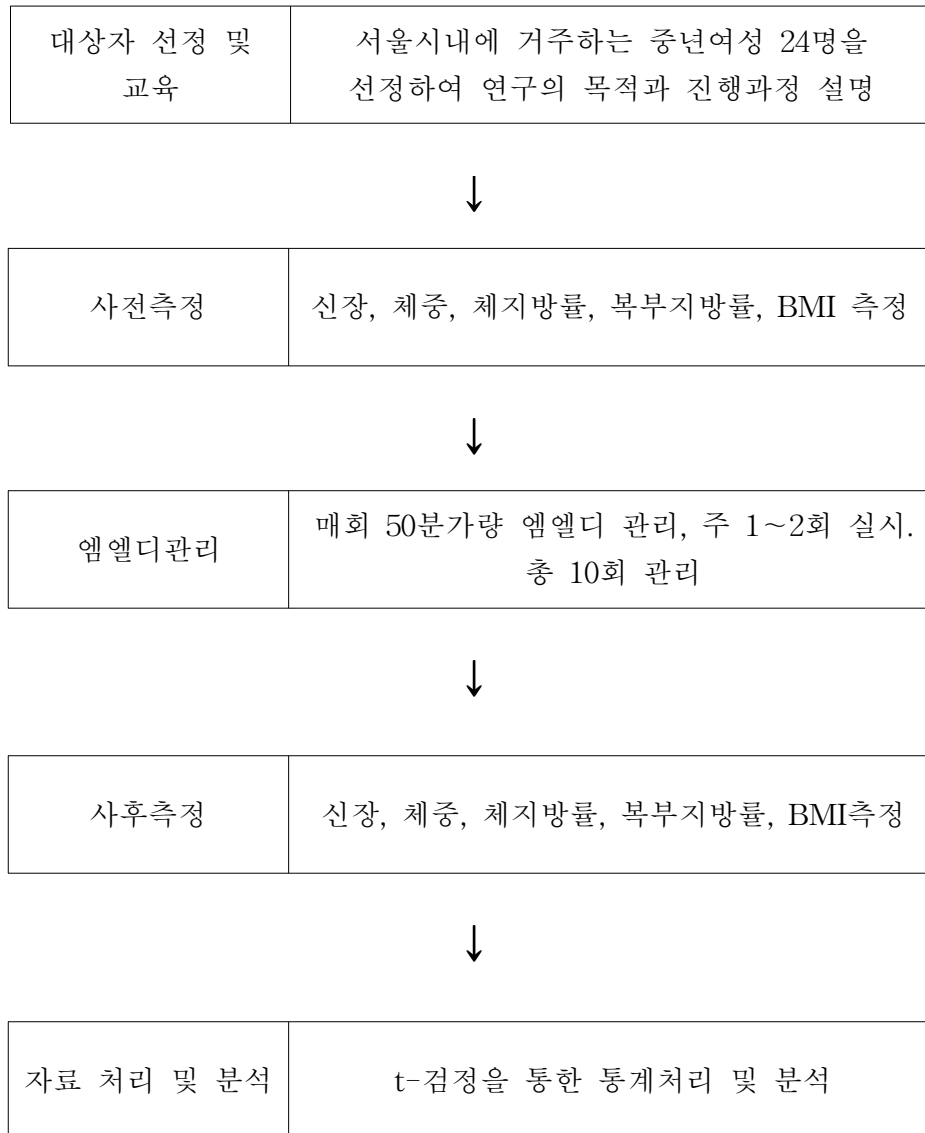 대상자 선정 및
교육
서울시내에 거주하는 중년여성 24명을
선정하여 연구의 목적과 진행과정 설명
↓
사전측정
신장, 체중, 체지방률, 복부지방률, BMI 측정
↓
엠엘디관리
매회 50분가량 엠엘디 관리, 주 1~2회 실시.
총 10회 관리
↓
사후측정
신장, 체중, 체지방률, 복부지방률, BMI측정
↓
자료 처리 및 분석
t-검정을 통한 통계처리 및 분석